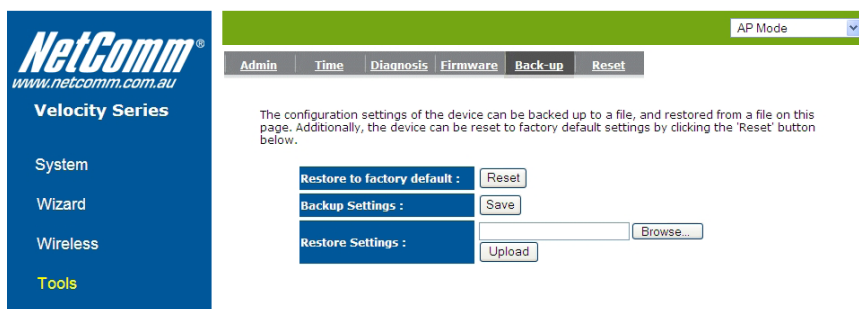 AP Mode
NetComm®
www.netcomm.com.au
Velocity Series
System
Wizard
Wireless
Tools
Admin Time Diagnosis Firmware Back-up Reset
The configuration settings of the device can be backed up to a file, and restored from a file on this
page. Additionally, the device can be reset to factory default settings by clicking the 'Reset' button
below.
Restore to factory default : Reset
Backup Settings : Save
Restore Settings : Browse...
Upload